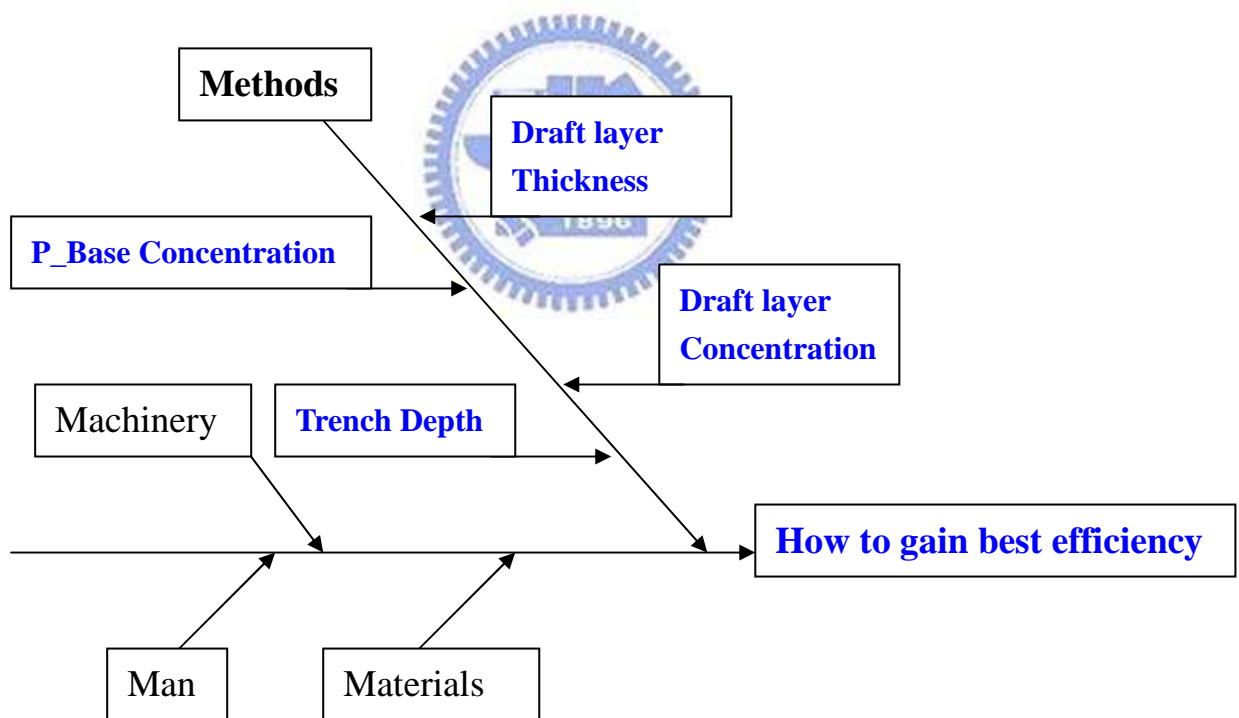 Methods
Draft layer
Thickness
1896
P_Base Concentration
Draft layer
Concentration
Machinery
Trench Depth
How to gain best efficiency
Man
Materials